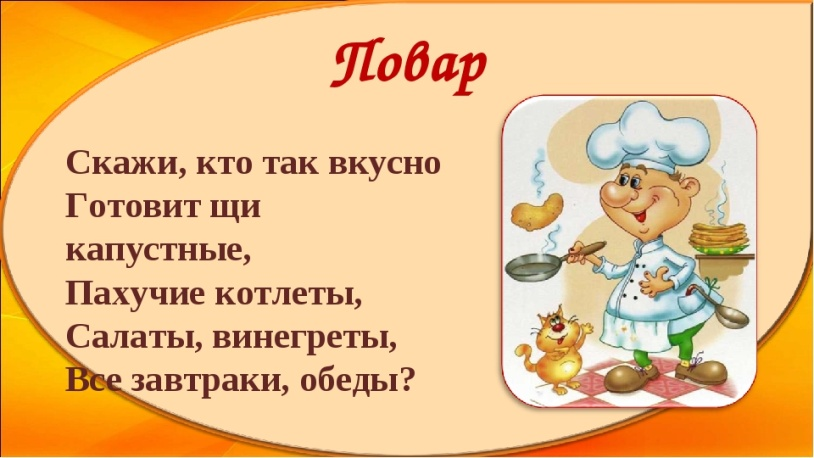 Повар
Скажи, кто так вкусно
Готовит щи
капустные,
Пахучие котлеты,
Салаты, винегреты,
Все завтраки, обеды?